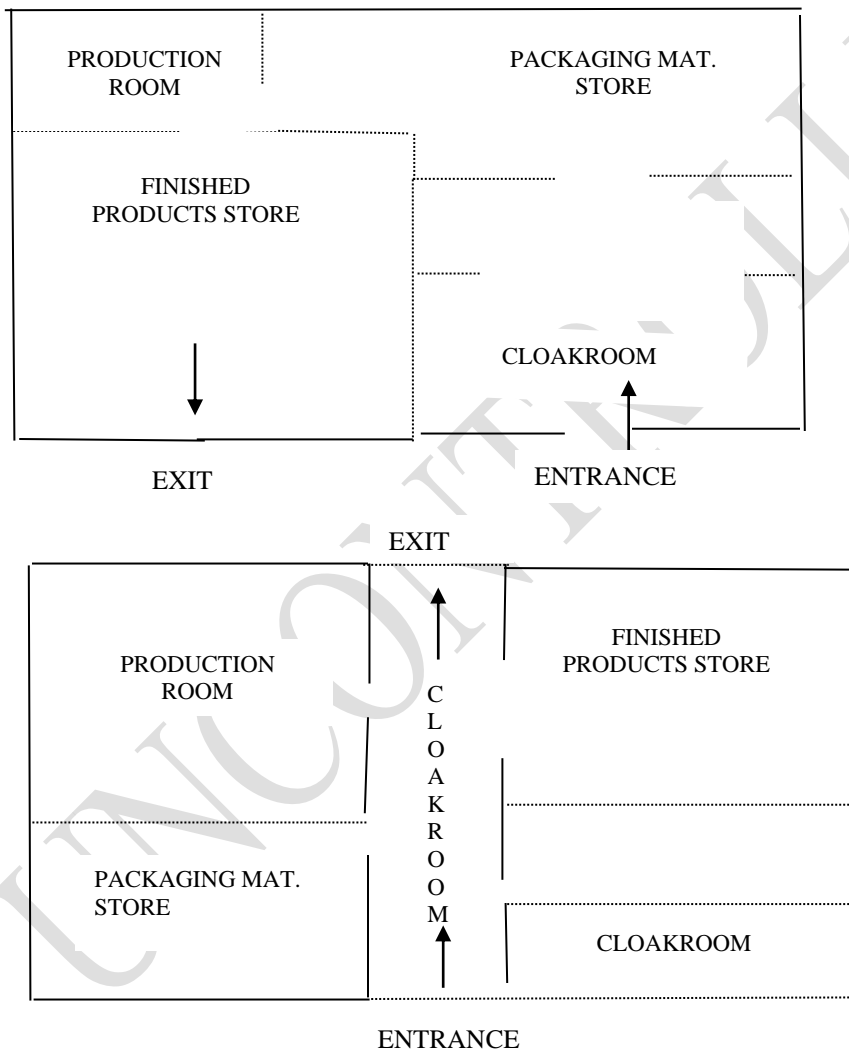 PRODUCTION
ROOM
PACKAGING MAT.
STORE
FINISHED
PRODUCTS STORE
CLOAKROOM
EXIT
ENTRANCE
EXIT
PRODUCTION
ROOM
FINISHED
PRODUCTS STORE
C
L
O
A
K
R
O
O
M
PACKAGING MAT.
STORE
CLOAKROOM
ENTRANCE